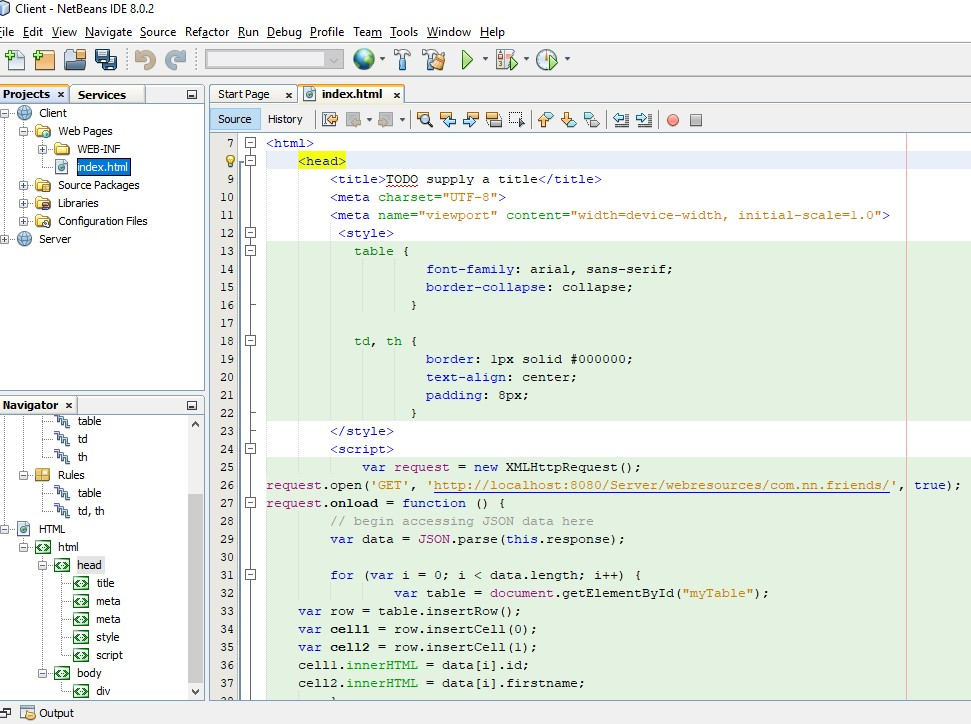 Client - NetBeans IDE 8.0.2
File Edit View Navigate Source Refactor Run Debug Profile Team Tools Window Help
Projects × Services
Client
Web Pages
WEB-INF
index.html
Source Packages
Libraries
Configuration Files
Server
Navigator ×
table
td
th
Rules
table
td, th
HTML
html
head
title
meta
meta
style
script
body
div
Output
Start Page × index.html ×
Source History
7 <html>
<head>
9 <title>TODO supply a title</title>
10 <meta charset="UTF-8">
11 <meta name="viewport" content="width=device-width, initial-scale=1.0">
12 <style>
13 table {
14 font-family: arial, sans-serif;
15 border-collapse: collapse;
16 }
17
18 td, th {
19 border: 1px solid #000000;
20 text-align: center;
21 padding: 8px;
22 }
23 </style>
24 <script>
25 var request = new XMLHttpRequest();
26 request.open('GET', 'http://localhost:8080/Server/webresources/com.nn.friends/', true);
27 request.onload = function () {
28 // begin accessing JSON data here
29 var data = JSON.parse(this.response);
30
31 for (var i = 0; i < data.length; i++) {
32 var table = document.getElementById("myTable");
33 var row = table.insertRow();
34 var cell1 = row.insertCell(0);
35 var cell2 = row.insertCell(1);
36 cell1.innerHTML = data[i].id;
37 cell2.innerHTML = data[i].firstname;